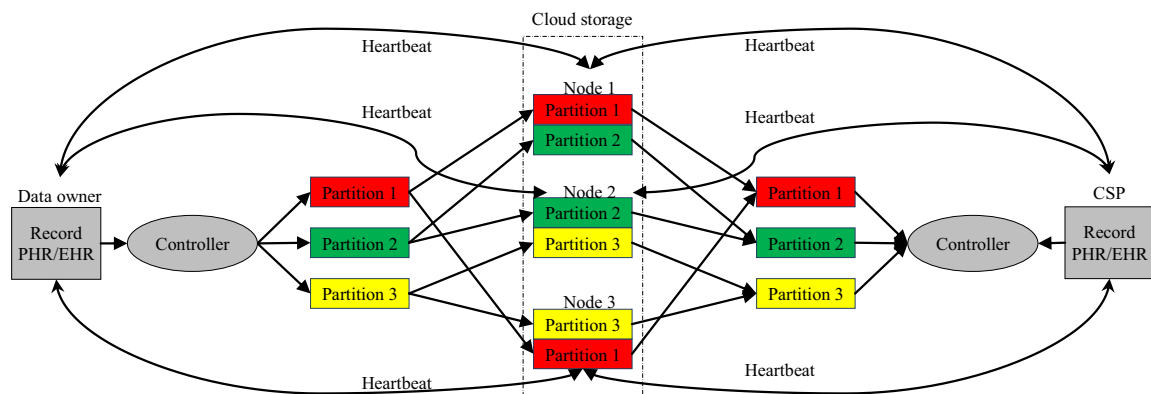 Cloud storage
Heartbeat
Heartbeat
Node 1
Partition 1
Partition 2
Heartbeat
Heartbeat
Data owner
Record
PHR/EHR
Controller
Partition 1
Partition 2
Partition 3
Node 2
Partition 2
Partition 3
Node 3
Partition 3
Partition 1
Partition 1
Partition 2
Partition 3
Controller
CSP
Record
PHR/EHR
Heartbeat
Heartbeat